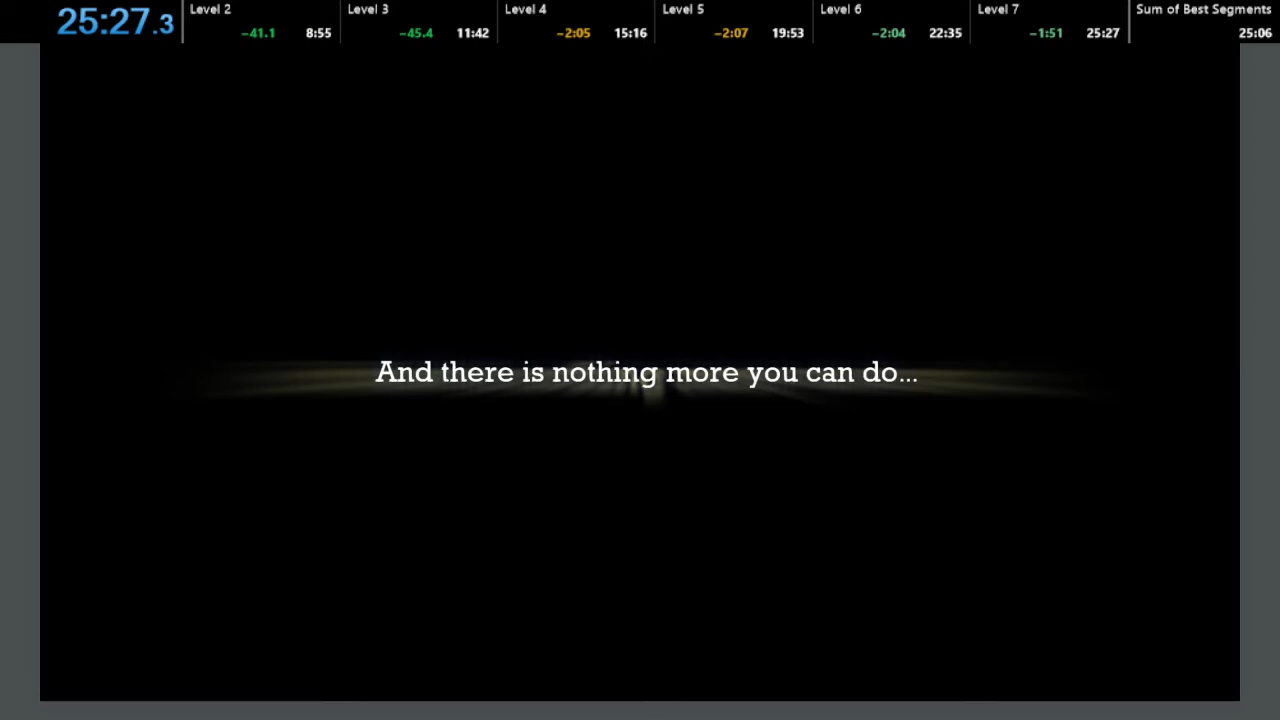 25:27.3
Level 2
−41.1 8:55
Level 3
−45.4 11:42
Level 4
−2:05 15:16
Level 5
−2:07 19:53
Level 6
−2:04 22:35
Level 7
−1:51 25:27
Sum of Best Segments
25:06
And there is nothing more you can do...